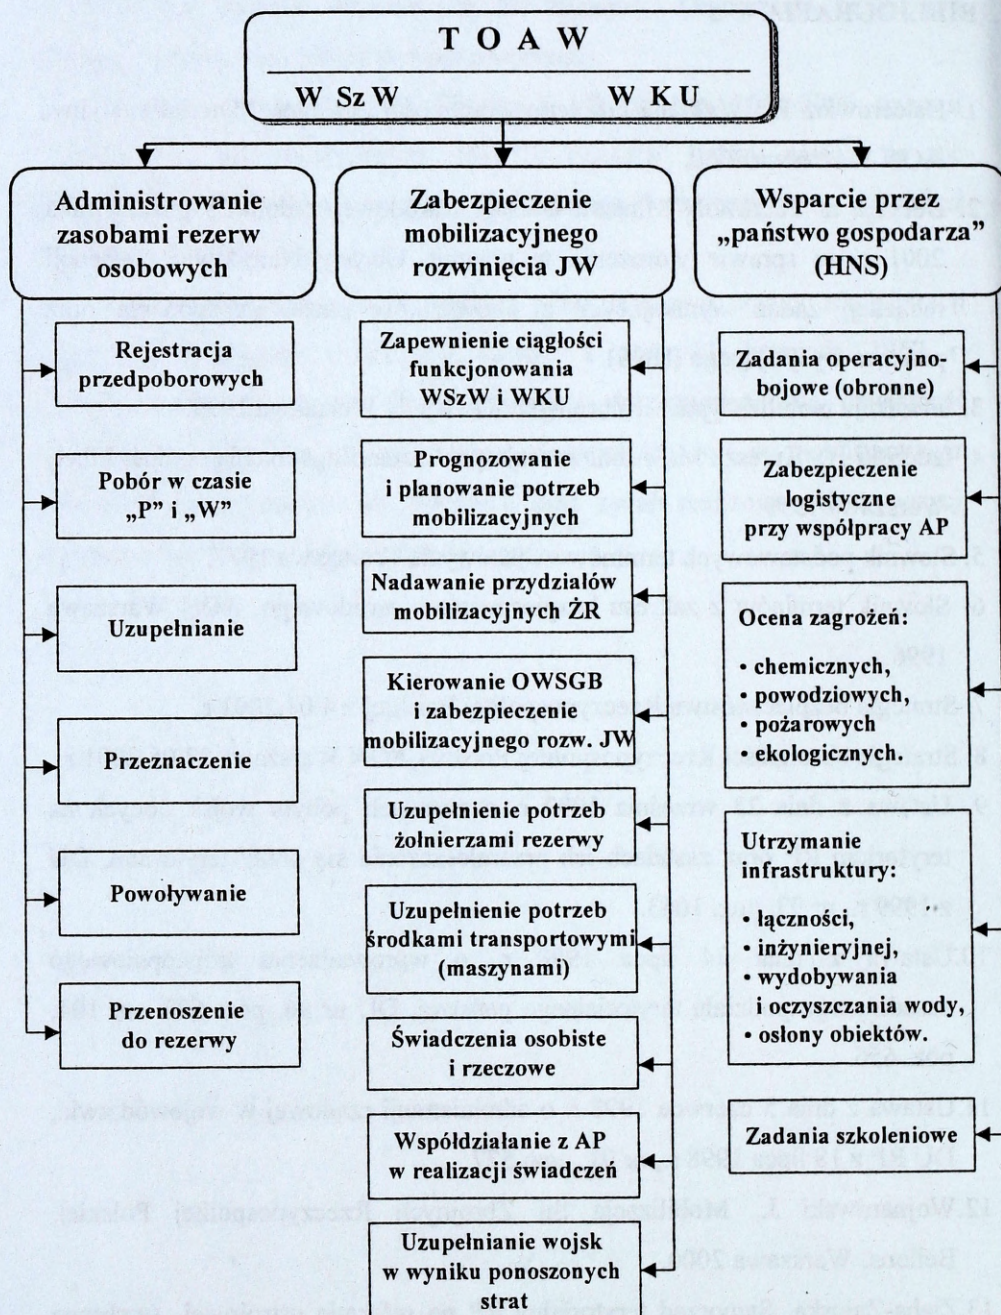 T O A W
W Sz W W K U
Administrowanie
zasobami rezerw
osobowych
Rejestracja
przedpoborowych
Pobór w czasie
„P” i „W”
Uzupełnianie
Przeznaczenie
Powoływanie
Przenoszenie
do rezerwy
Zabezpieczenie
mobilizacyjnego
rozwinięcia JW
Zapewnienie ciągłości
funkcjonowania
WSzW i WKU
Prognozowanie
i planowanie potrzeb
mobilizacyjnych
Nadawanie przydziałów
mobilizacyjnych ŻR
Kierowanie OWSGB
i zabezpieczenie
mobilizacyjnego rozw. JW
Uzupełnienie potrzeb
żołnierzami rezerwy
Uzupełnienie potrzeb
środkami transportowymi
(maszynami)
Świadczenia osobiste
i rzeczowe
Współdziałanie z AP
w realizacji świadczeń
Uzupełnianie wojsk
w wyniku ponoszonych
strat
Wsparcie przez
„państwo gospodarza”
(HNS)
Zadania operacyjno-
bojowe (obronne)
Zabezpieczenie
logistyczne
przy współpracy AP
Ocena zagrożeń:
• chemicznych,
• powodziowych,
• pożarowych
• ekologicznych.
Utrzymanie
infrastruktury:
• łączności,
• inżynieryjnej,
• wydobywania
i oczyszczania wody,
• osłony obiektów.
Zadania szkoleniowe